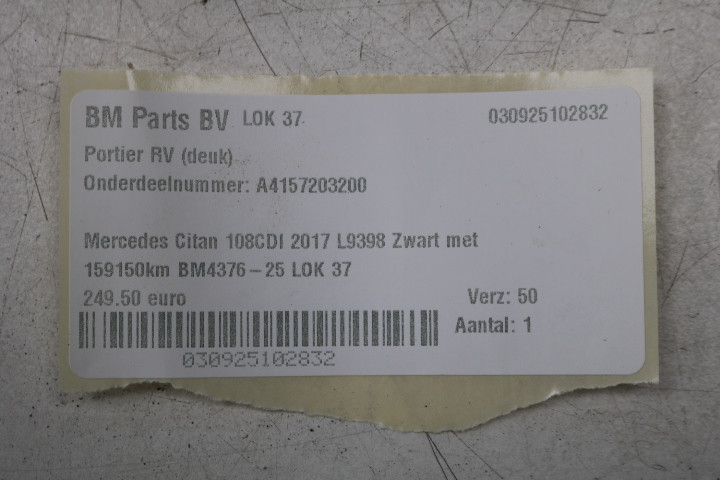 BM Parts BV LOK 37 030925102832
Portier RV (deuk)
Onderdeelnummer: A4157203200
Mercedes Citan 108CDI 2017 L9398 Zwart met
159150km BM4376-25 LOK 37
249.50 euro Verz: 50
Aantal: 1
030925102832